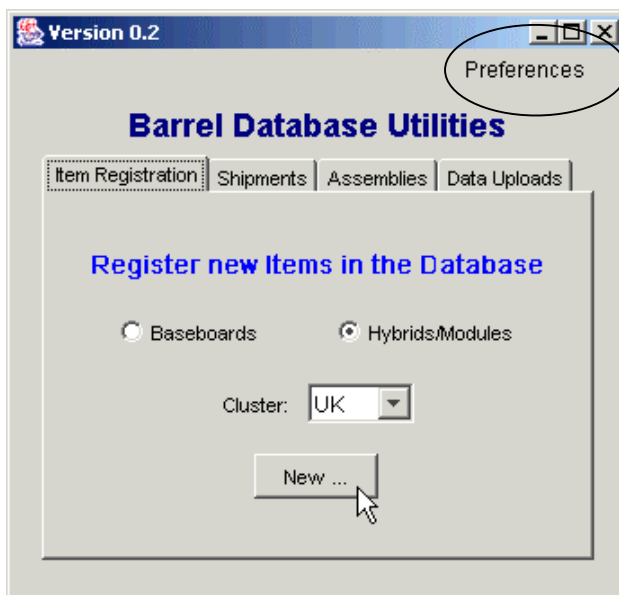 Version 0.2
Preferences
Barrel Database Utilities
Item Registration Shipments Assemblies Data Uploads
Register new Items in the Database
Baseboards Hybrids/Modules
Cluster: UK
New ...